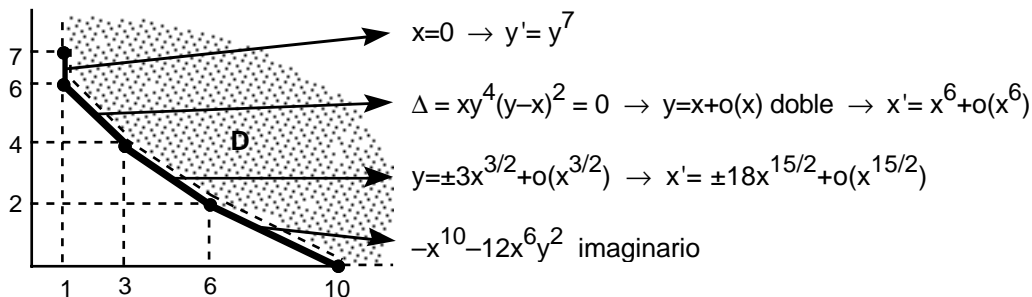 7
x=0 → y'= y^7
6
Δ = xy^4(y–x)^2 = 0 → y=x+o(x) doble → x'= x^6+o(x^6)
4
D
y=±3x^{3/2}+o(x^{3/2}) → x'= ±18x^{15/2}+o(x^{15/2})
2
–x^{10}–12x^6y^2 imaginario
1 3 6 10